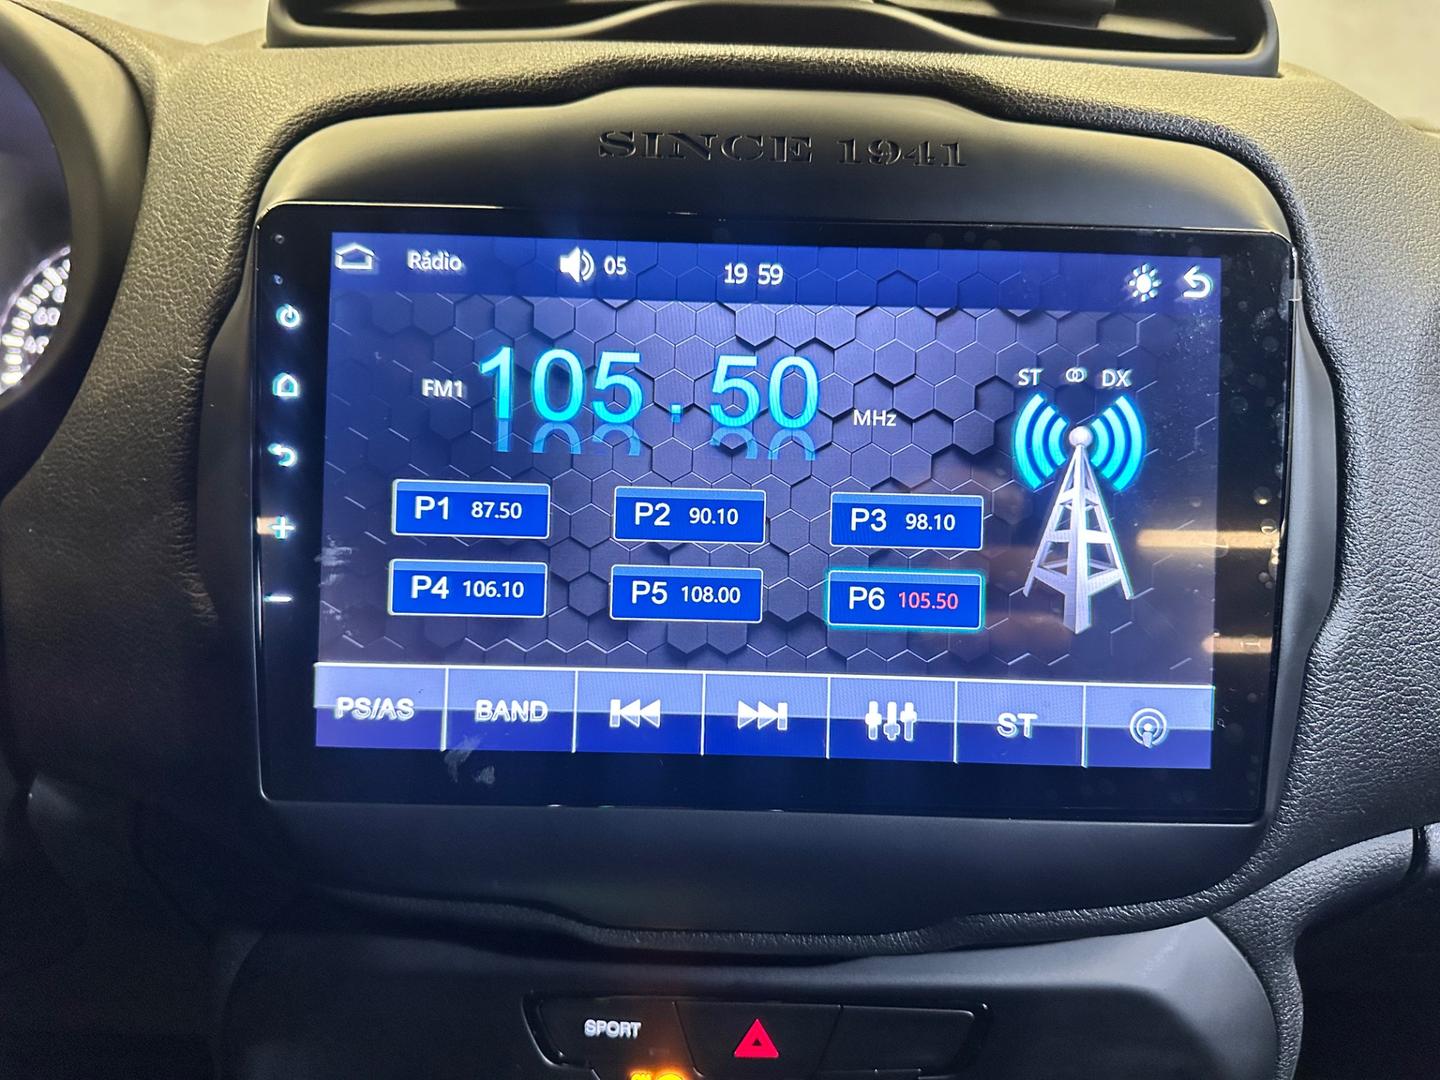 SINCE 1941
Rádio 05 19 59
ST DX
FM1 105.50 MHz
P1 87.50 P2 90.10 P3 98.10
P4 106.10 P5 108.00 P6 105.50
PS/AS BAND ST
SPORT